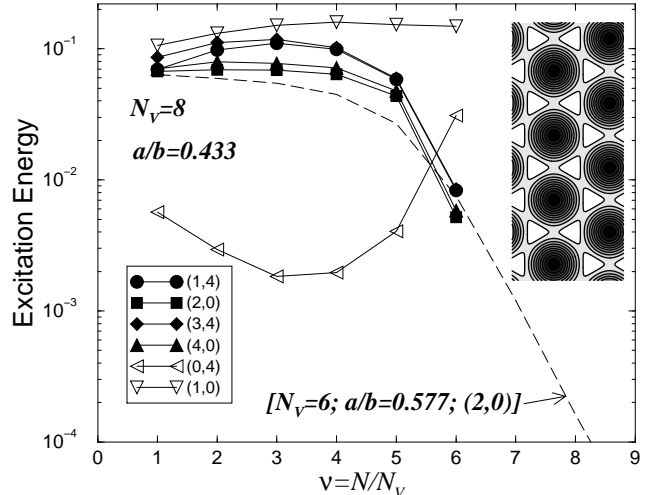 10⁻¹
N_V=8
a/b=0.433
10⁻²
Excitation Energy
10⁻³
(1,4)
(2,0)
(3,4)
(4,0)
(0,4)
(1,0)
[N_V=6; a/b=0.577; (2,0)]
10⁻⁴
0 1 2 3 4 5 6 7 8 9
ν=N/N_V